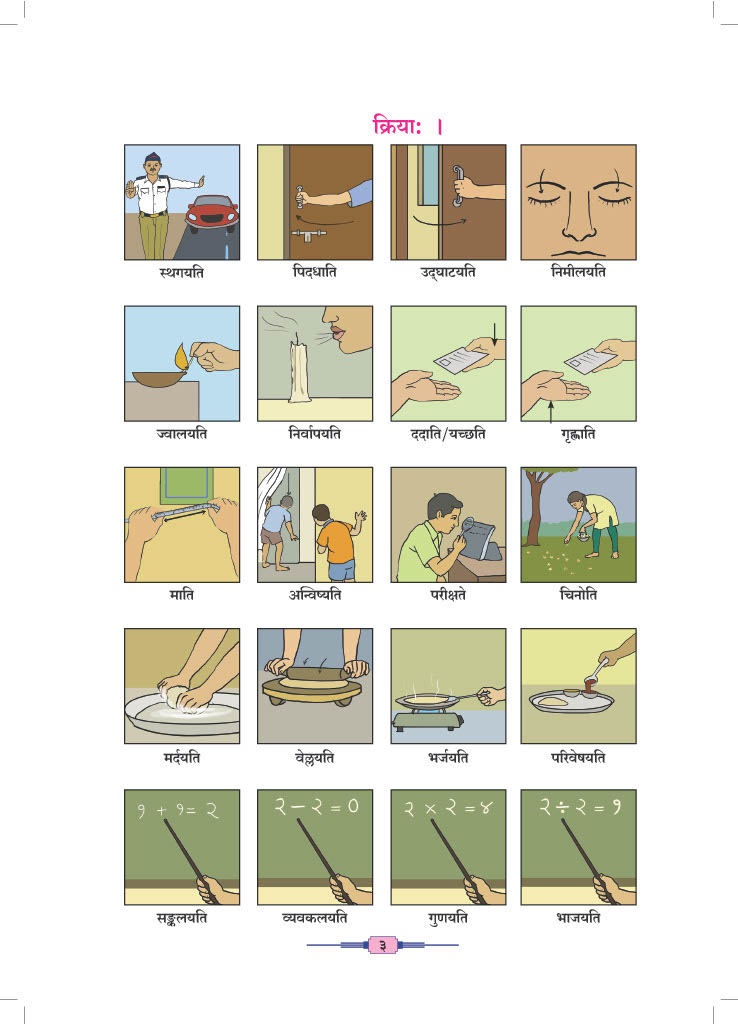 क्रियाः ।
स्थगयति पिदधाति उद्घाटयति निमीलयति
ज्वालयति निर्वापयति ददाति/यच्छति गृह्णाति
माति अन्विष्यति परीक्षते चिनोति
मर्दयति वेल्लयति भर्जयति परिवेषयति
१ + १= २ २ − २ = ० २ × २ = ४ २ ÷ २ = १
सङ्कलयति व्यवकलयति गुणयति भाजयति
३